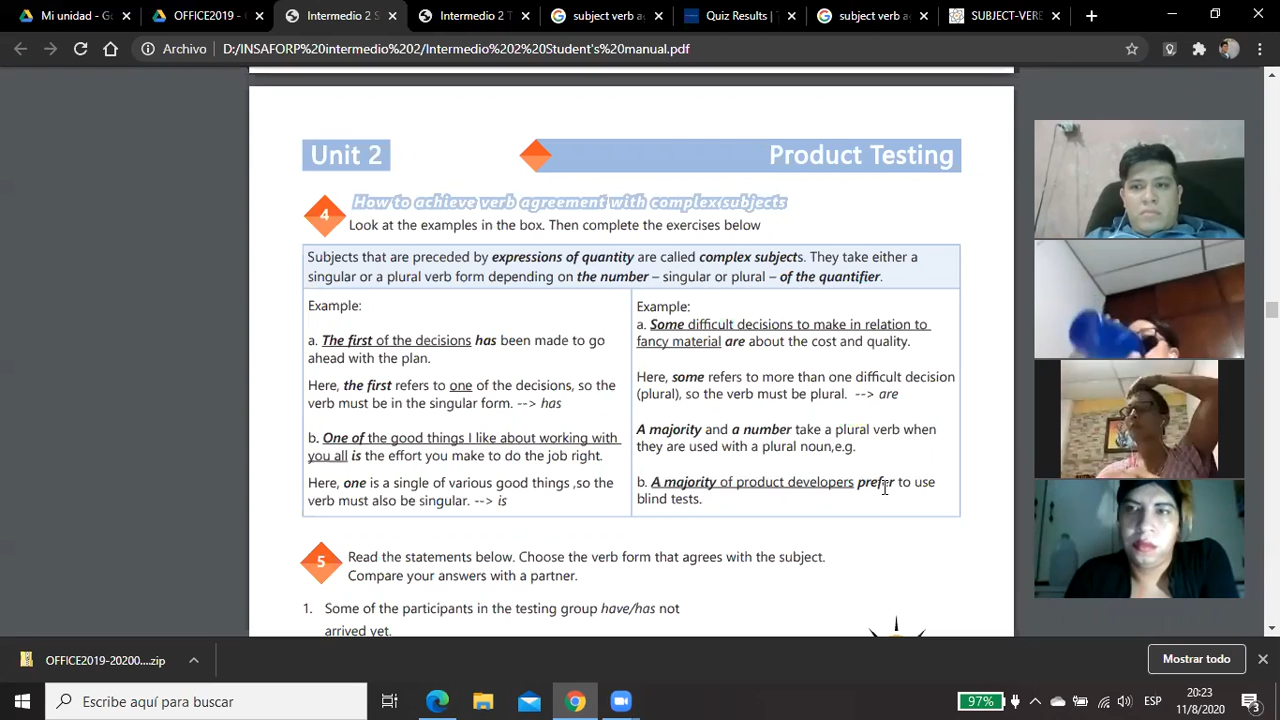 Mi unidad - Go
OFFICE2019 - G
Intermedio 2 S
Intermedio 2 T
subject verb ag
Quiz Results |
subject verb ag
SUBJECT-VERB
Archivo
D:/INSAFORP%20intermedio%202/Intermedio%202%20Student's%20manual.pdf
Unit 2
Product Testing
4
How to achieve verb agreement with complex subjects
Look at the examples in the box. Then complete the exercises below
Subjects that are preceded by expressions of quantity are called complex subjects. They take either a
singular or a plural verb form depending on the number – singular or plural – of the quantifier.
Example:
a. The first of the decisions has been made to go
ahead with the plan.
Here, the first refers to one of the decisions, so the
verb must be in the singular form. --> has
b. One of the good things I like about working with
you all is the effort you make to do the job right.
Here, one is a single of various good things ,so the
verb must also be singular. --> is
Example:
a. Some difficult decisions to make in relation to
fancy material are about the cost and quality.
Here, some refers to more than one difficult decision
(plural), so the verb must be plural. --> are
A majority and a number take a plural verb when
they are used with a plural noun,e.g.
b. A majority of product developers prefer to use
blind tests.
5
Read the statements below. Choose the verb form that agrees with the subject.
Compare your answers with a partner.
1. Some of the participants in the testing group have/has not
arrived yet.
OFFICE2019-20200....zip
Mostrar todo
Escribe aquí para buscar
97%
ESP
20:23
11/8/2020
3